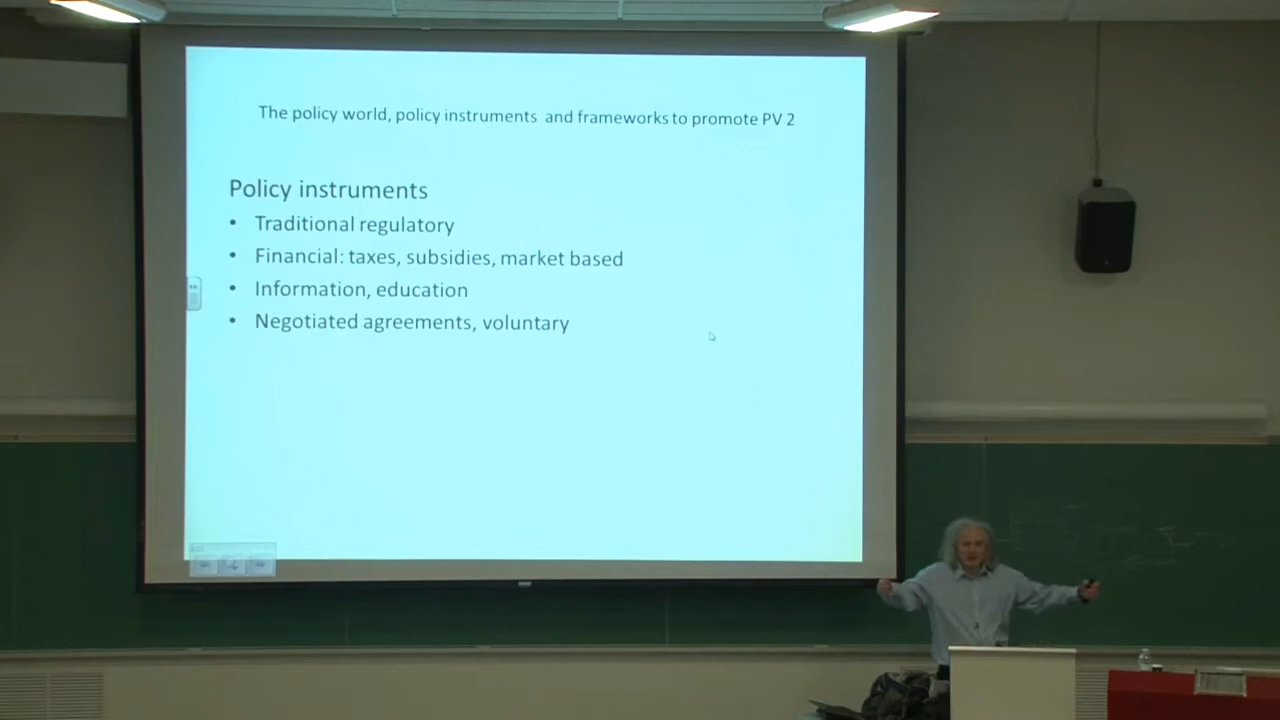 The policy world, policy instruments and frameworks to promote PV 2
Policy instruments
• Traditional regulatory
• Financial: taxes, subsidies, market based
• Information, education
• Negotiated agreements, voluntary